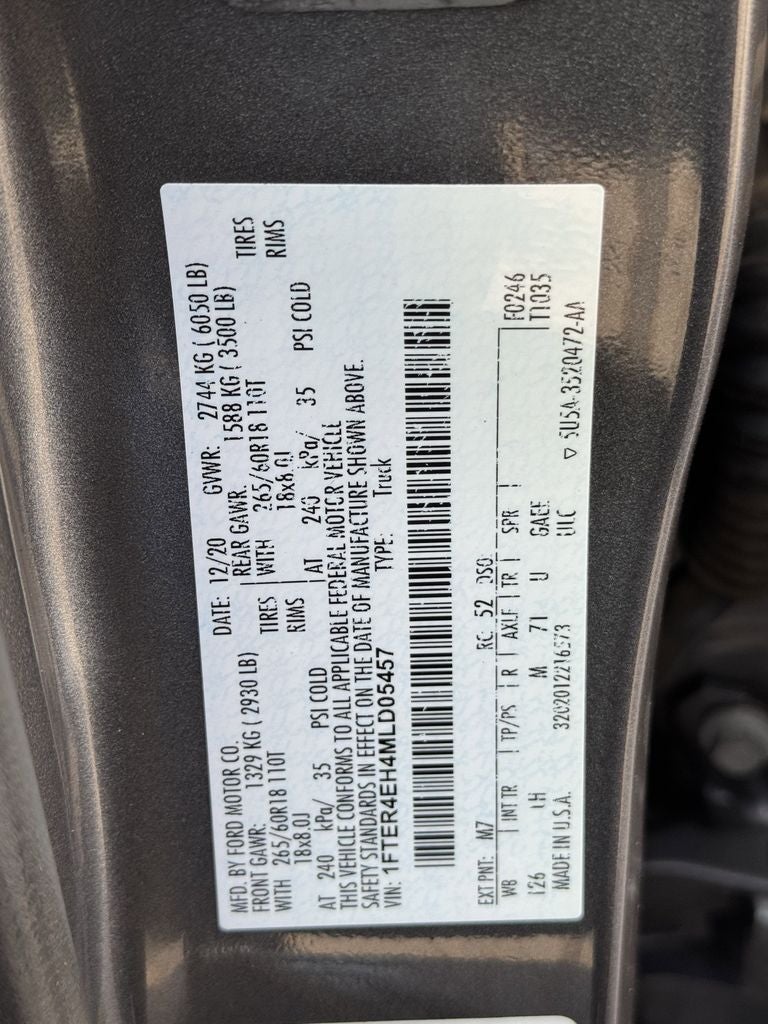 MFD. BY FORD MOTOR CO. DATE: 12/20 GVWR: 2744 KG ( 6050 LB)
FRONT GAWR: 1329 KG ( 2930 LB) REAR GAWR: 1588 KG ( 3500 LB)
WITH 265/60R18 110T TIRES WITH 265/60R18 110T TIRES
18x8.0J RIMS 18x8.0J RIMS
AT 240 kPa/ 35 PSI COLD AT 240 kPa/ 35 PSI COLD
THIS VEHICLE CONFORMS TO ALL APPLICABLE FEDERAL MOTOR VEHICLE
SAFETY STANDARDS IN EFFECT ON THE DATE OF MANUFACTURE SHOWN ABOVE.
VIN: 1FTER4EH4MLD05457 TYPE: Truck
EXT PNT: M7 RC: 52 DSO:
WB INT TR TP/PS R AXLE TR SPR F0246
126 LH M 7I U GAEE T1035
MADE IN U.S.A. ULC
▽ 5U5A-3520472-AA